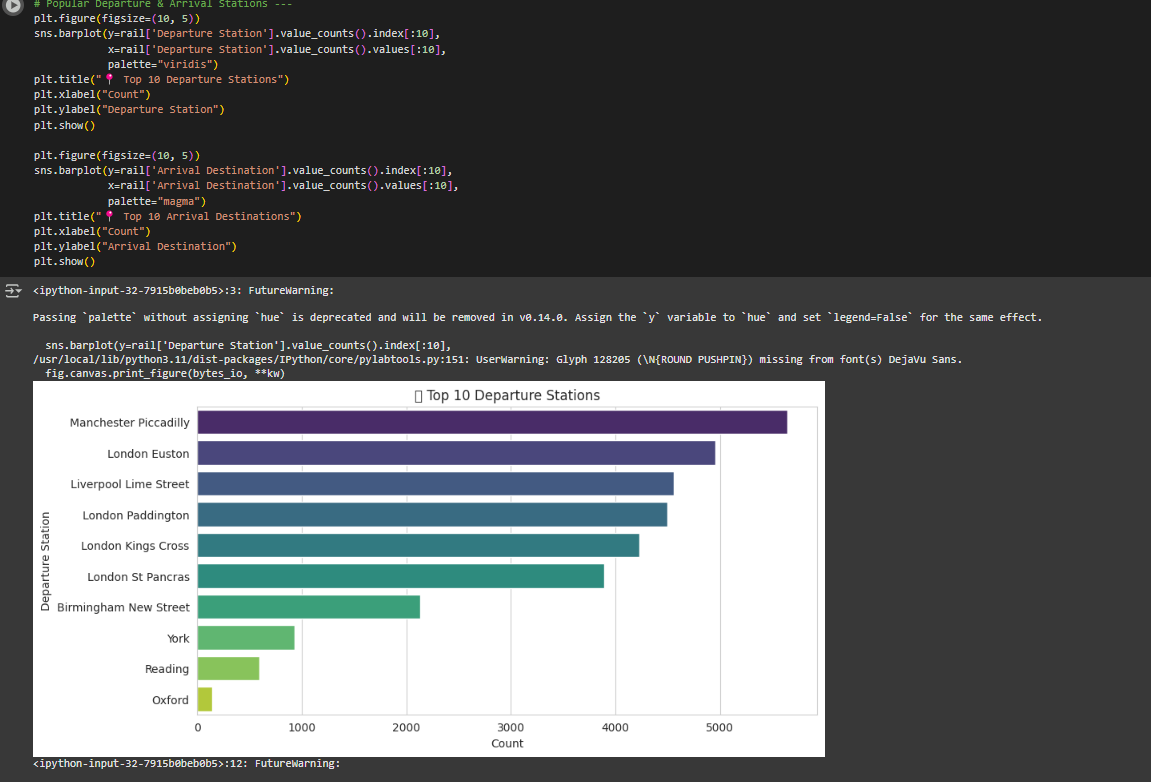 # Popular Departure & Arrival Stations ---
plt.figure(figsize=(10, 5))
sns.barplot(y=rail['Departure Station'].value_counts().index[:10],
            x=rail['Departure Station'].value_counts().values[:10],
            palette="viridis")
plt.title("📍 Top 10 Departure Stations")
plt.xlabel("Count")
plt.ylabel("Departure Station")
plt.show()

plt.figure(figsize=(10, 5))
sns.barplot(y=rail['Arrival Destination'].value_counts().index[:10],
            x=rail['Arrival Destination'].value_counts().values[:10],
            palette="magma")
plt.title("📍 Top 10 Arrival Destinations")
plt.xlabel("Count")
plt.ylabel("Arrival Destination")
plt.show()
<ipython-input-32-7915b0beb0b5>:3: FutureWarning:
Passing `palette` without assigning `hue` is deprecated and will be removed in v0.14.0. Assign the `y` variable to `hue` and set `legend=False` for the same effect.
  sns.barplot(y=rail['Departure Station'].value_counts().index[:10],
/usr/local/lib/python3.11/dist-packages/IPython/core/pylabtools.py:151: UserWarning: Glyph 128205 (\N{ROUND PUSHPIN}) missing from font(s) DejaVu Sans.
  fig.canvas.print_figure(bytes_io, **kw)
▯ Top 10 Departure Stations
Departure Station
Manchester Piccadilly
London Euston
Liverpool Lime Street
London Paddington
London Kings Cross
London St Pancras
Birmingham New Street
York
Reading
Oxford
0 1000 2000 3000 4000 5000
Count
<ipython-input-32-7915b0beb0b5>:12: FutureWarning: